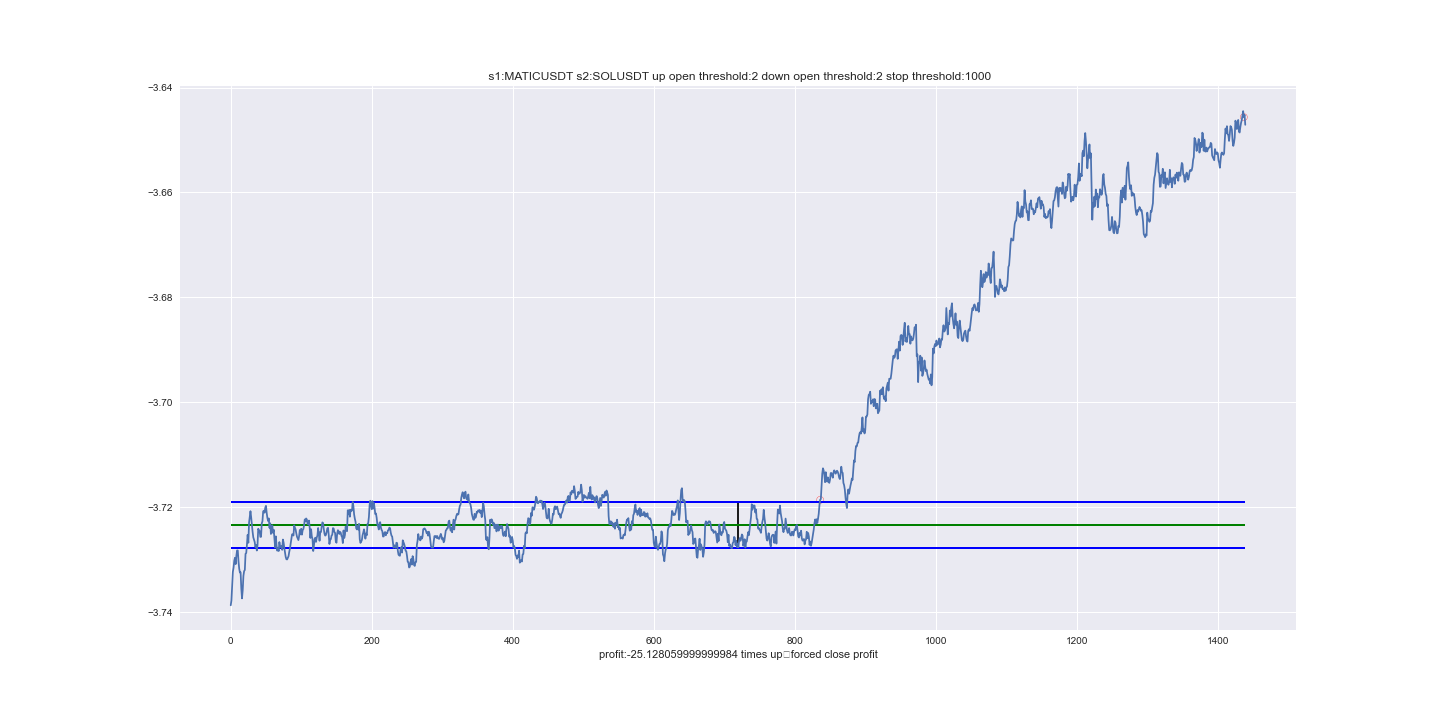 s1:MATICUSDT s2:SOLUSDT up open threshold:2 down open threshold:2 stop threshold:1000
−3.64
−3.66
−3.68
−3.70
−3.72
−3.74
0 200 400 600 800 1000 1200 1400
profit:-25.128059999999984 times up□forced close profit